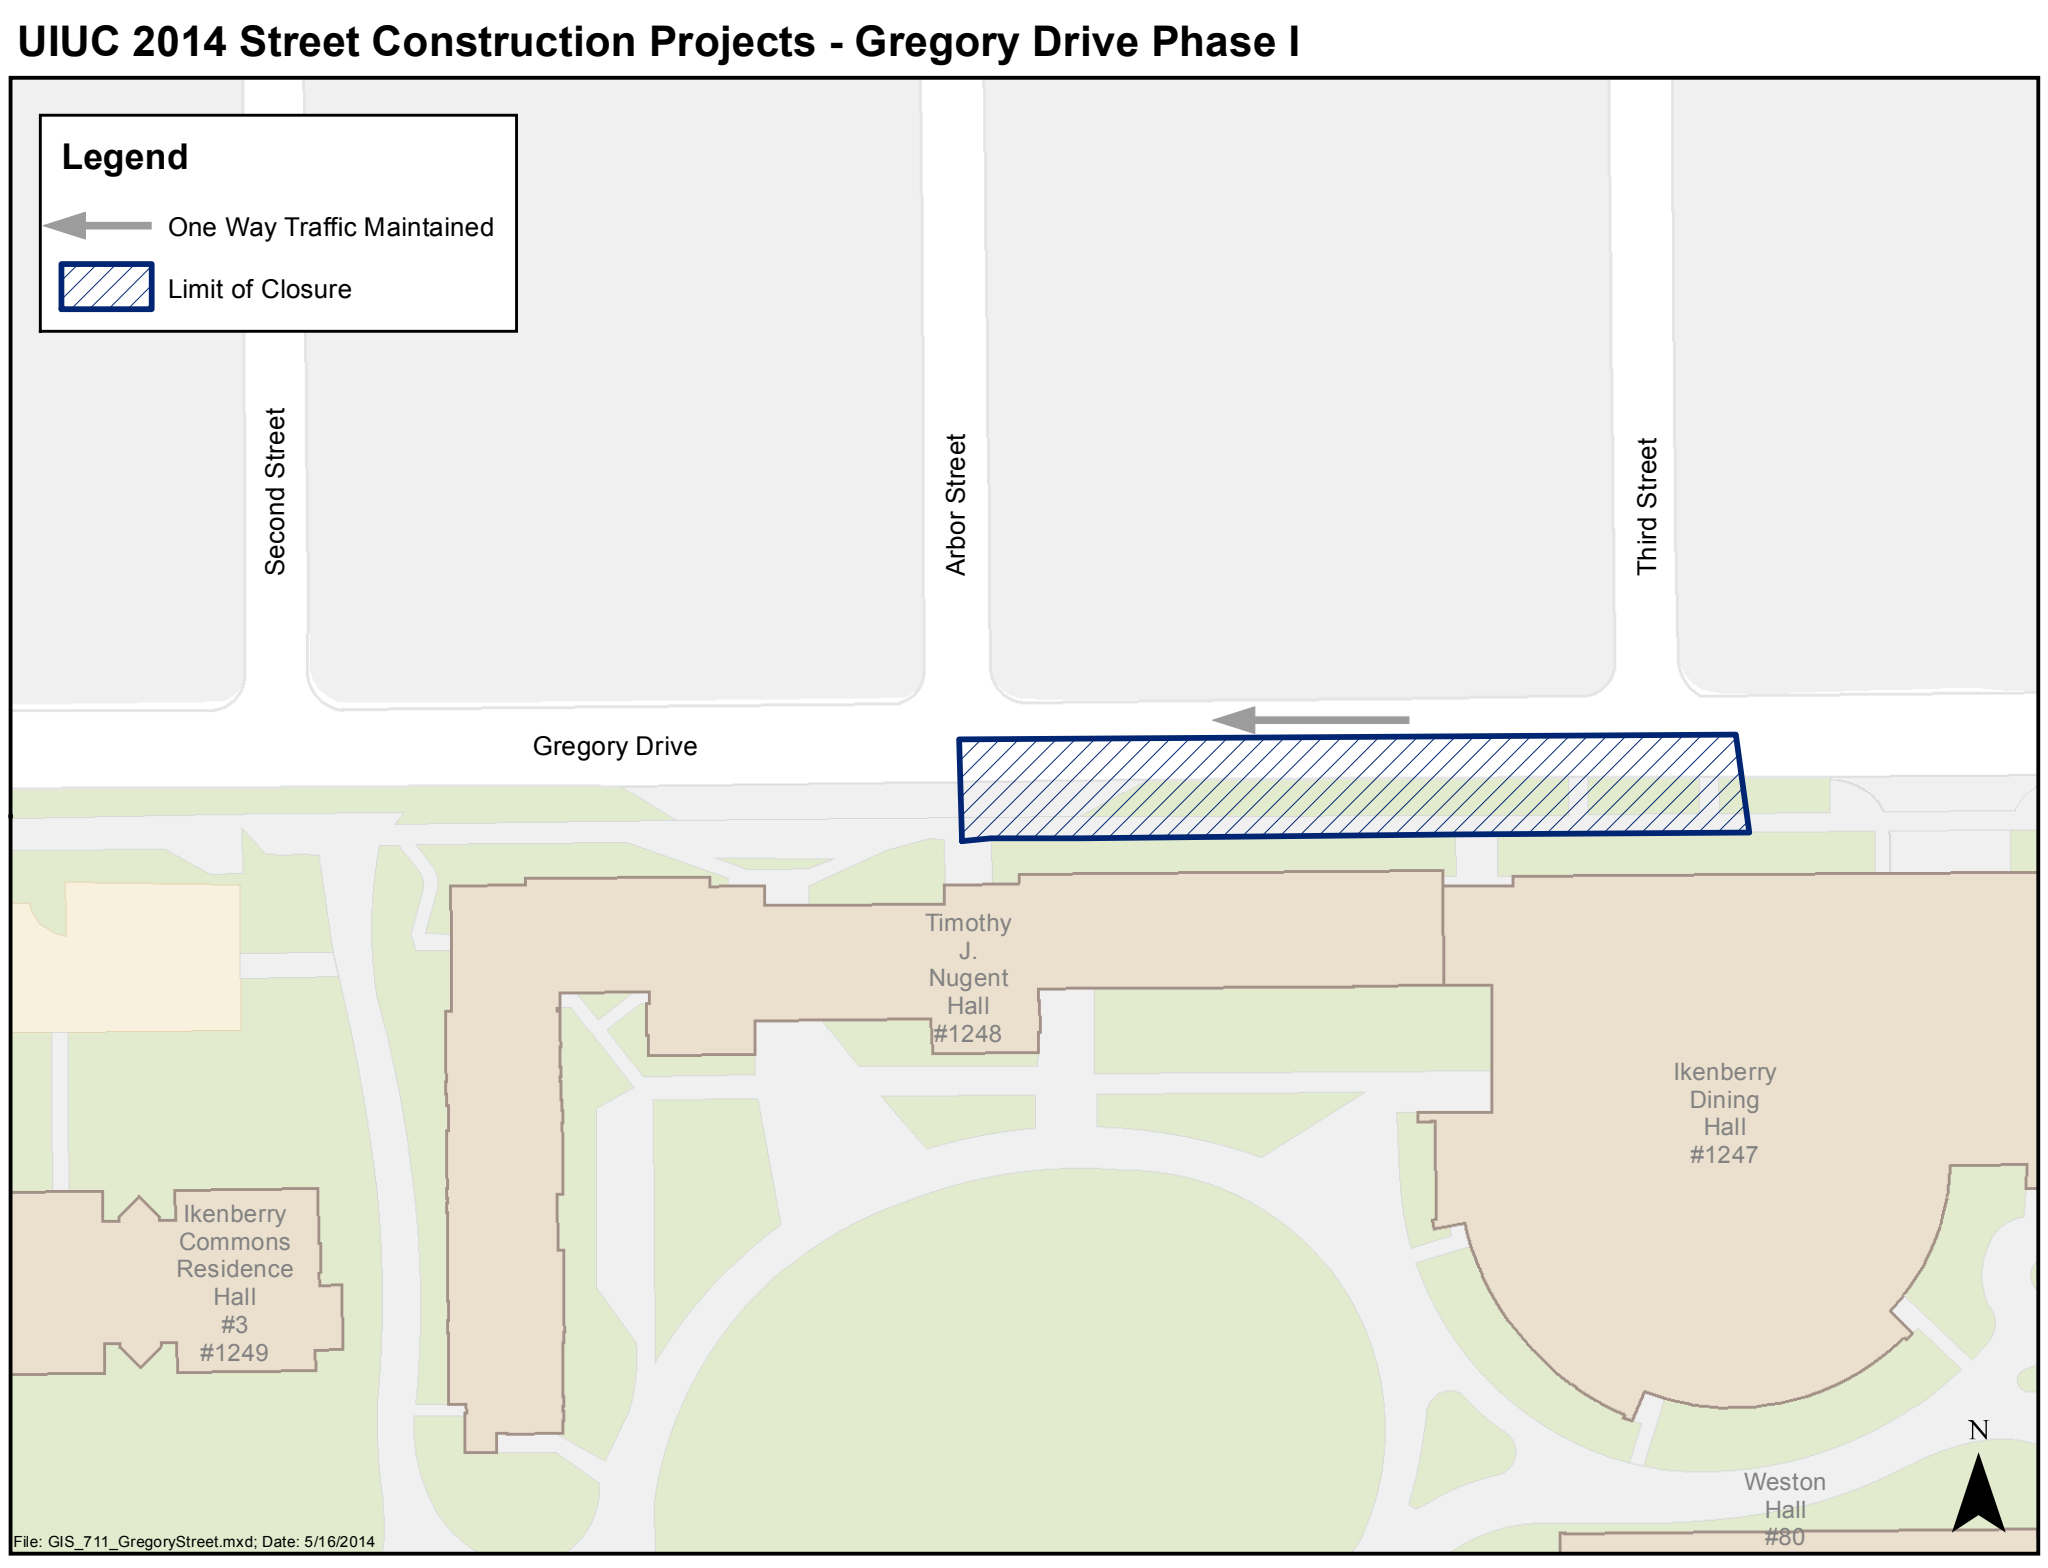 UIUC 2014 Street Construction Projects - Gregory Drive Phase I
Legend
One Way Traffic Maintained
Limit of Closure
Second Street
Arbor Street
Third Street
Gregory Drive
Timothy
J.
Nugent
Hall
#1248
Ikenberry
Dining
Hall
#1247
Ikenberry
Commons
Residence
Hall
#3
#1249
N
Weston
Hall
#80
File: GIS_711_GregoryStreet.mxd; Date: 5/16/2014